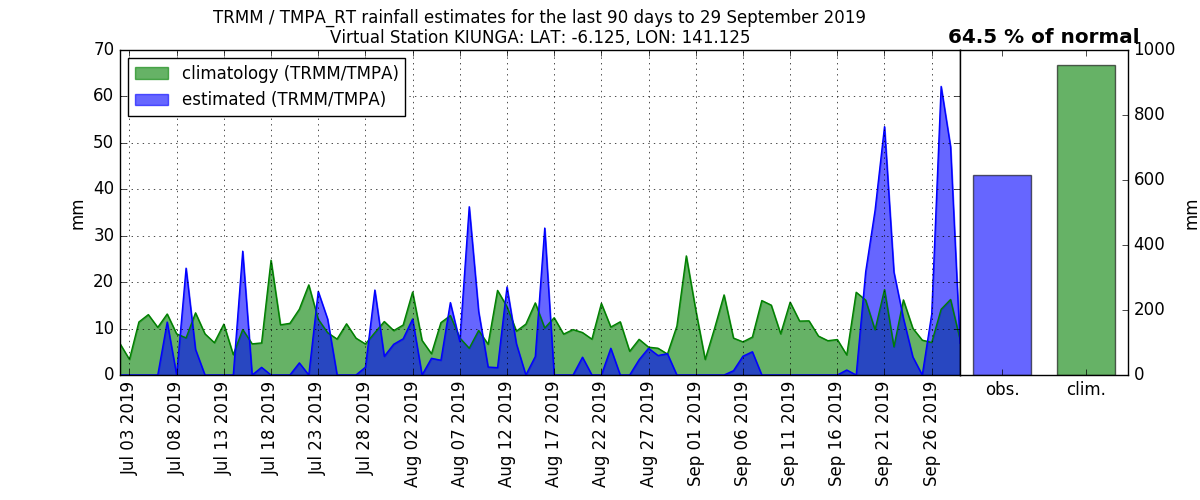 TRMM / TMPA_RT rainfall estimates for the last 90 days to 29 September 2019
Virtual Station KIUNGA: LAT: -6.125, LON: 141.125
64.5 % of normal
climatology (TRMM/TMPA)
estimated (TRMM/TMPA)
mm
70
60
50
40
30
20
10
0
Jul 03 2019
Jul 08 2019
Jul 13 2019
Jul 18 2019
Jul 23 2019
Jul 28 2019
Aug 02 2019
Aug 07 2019
Aug 12 2019
Aug 17 2019
Aug 22 2019
Aug 27 2019
Sep 01 2019
Sep 06 2019
Sep 11 2019
Sep 16 2019
Sep 21 2019
Sep 26 2019
obs.
clim.
1000
800
600
400
200
0
mm